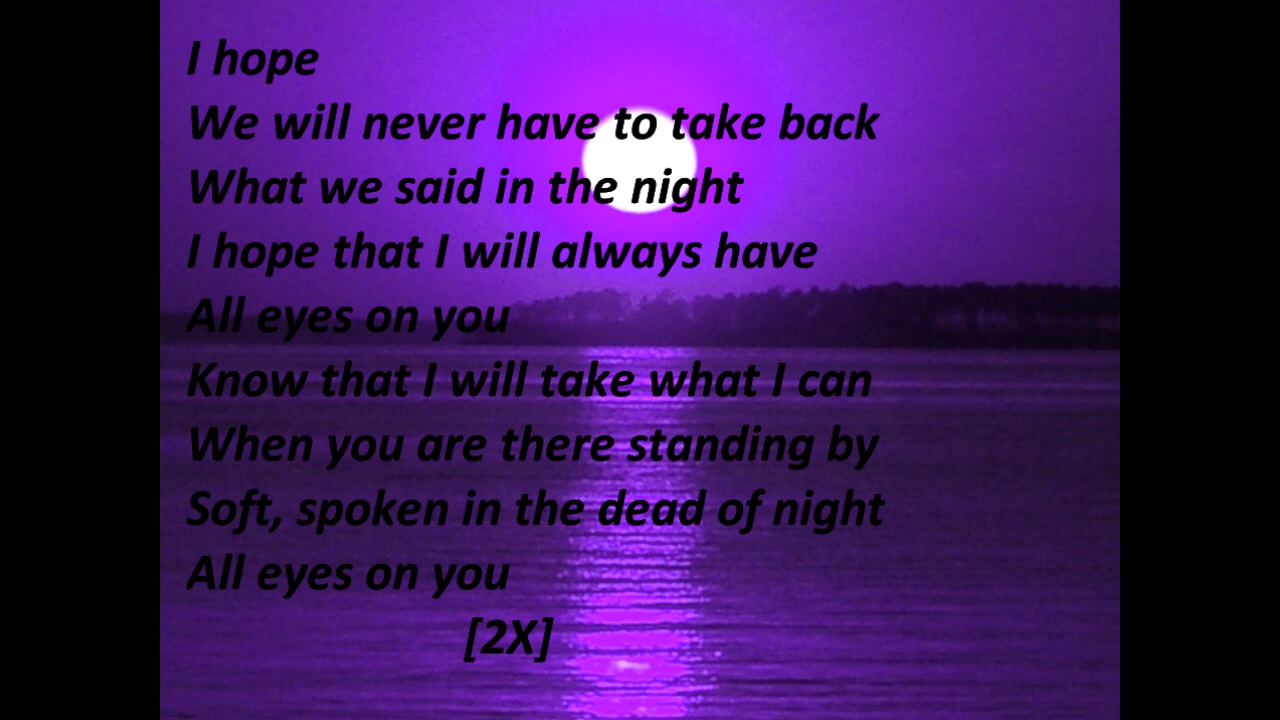 I hope
We will never have to take back
What we said in the night
I hope that I will always have
All eyes on you
Know that I will take what I can
When you are there standing by
Soft, spoken in the dead of night
All eyes on you
[2X]